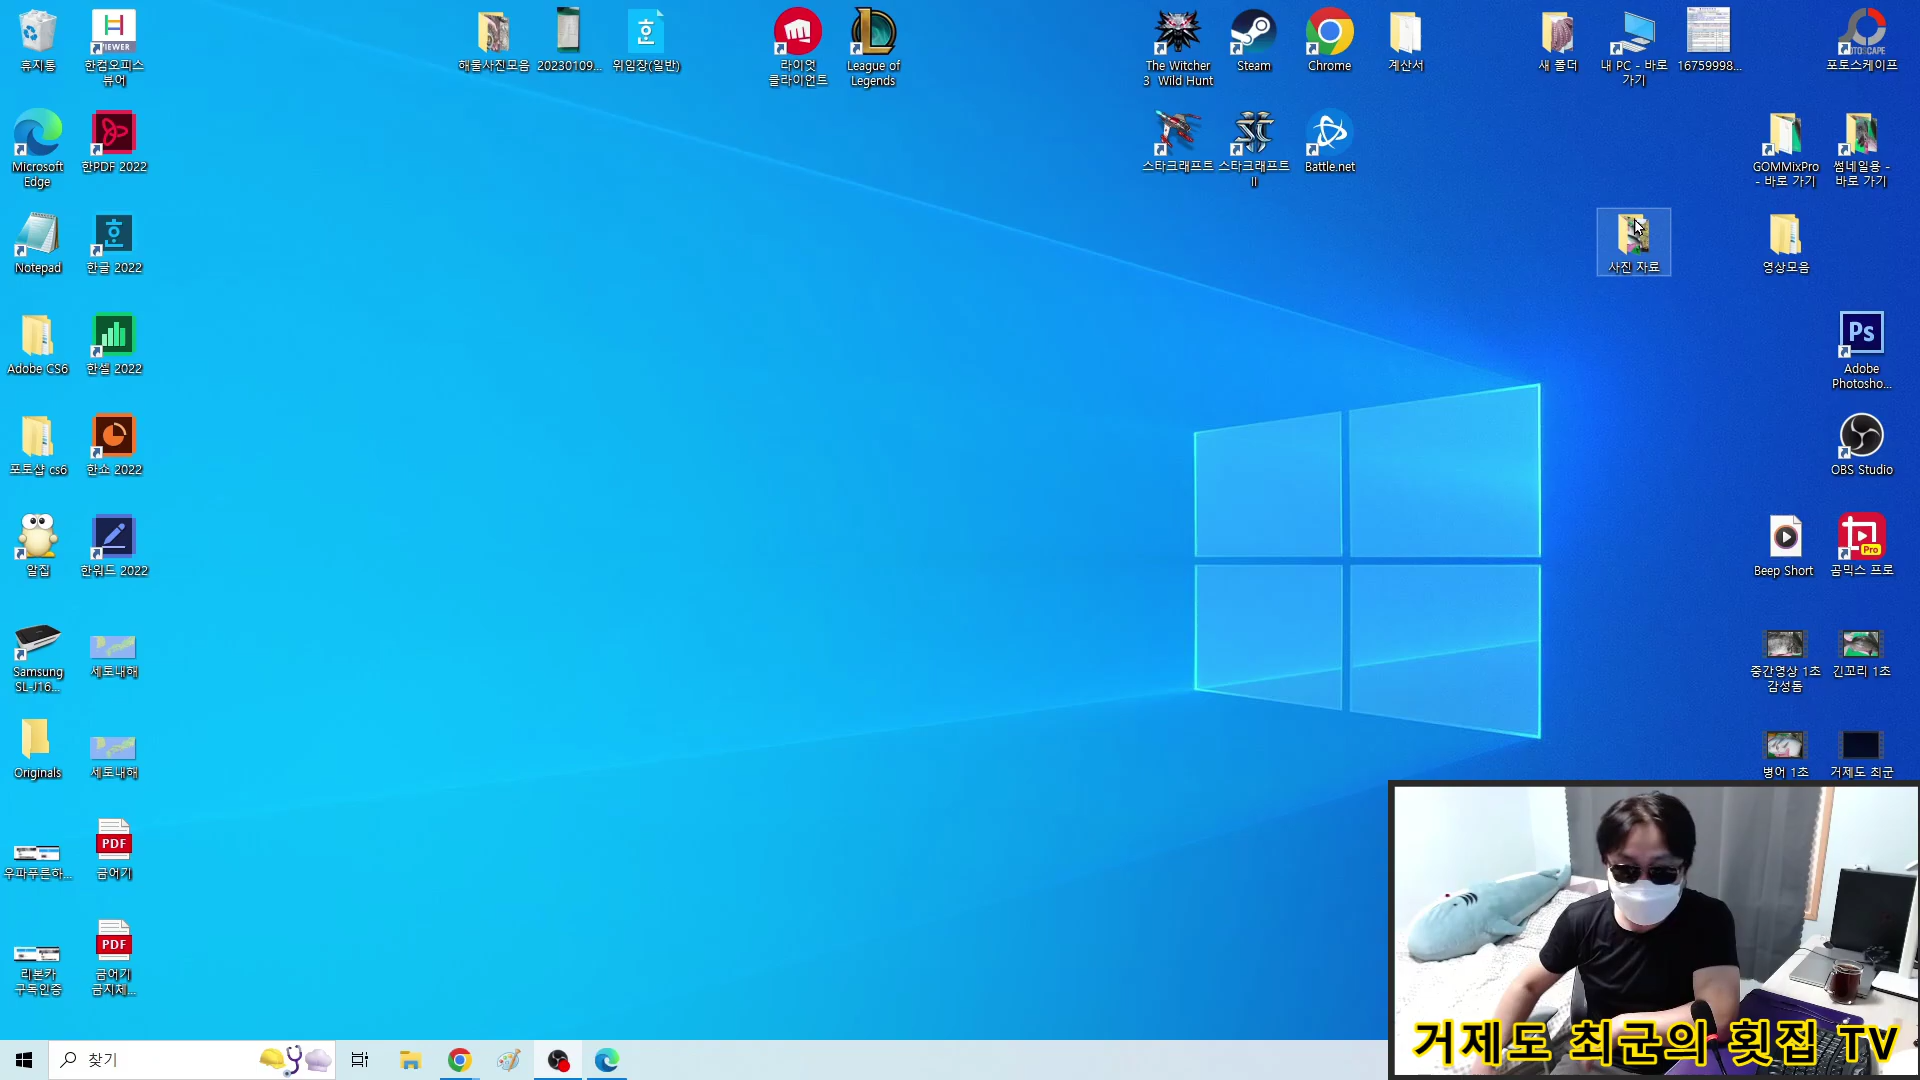 휴지통
한컴오피스
뷰어
VIEWER
해물사진모음
20230109...
위임장(일반)
라이엇
클라이언트
League of
Legends
The Witcher
3 Wild Hunt
Steam
Chrome
계산서
새 폴더
내 PC - 바로
가기
16759998...
포토스케이프
Microsoft
Edge
한PDF 2022
스타크래프트
스타크래프트
II
Battle.net
GOMMixPro
- 바로 가기
썸네일용 -
바로 가기
Notepad
한글 2022
사진 자료
영상모음
Adobe CS6
한셀 2022
Ps
Adobe
Photosho...
포토샵 cs6
한쇼 2022
OBS Studio
알집
한워드 2022
Beep Short
Pro
곰믹스 프로
Samsung
SL-J16...
세토내해
중간영상 1초
감성돔
긴꼬리 1초
Originals
세토내해
병어 1초
거제도 최군
우파푸른하...
PDF
금어기
리본카
구독인증
PDF
금어기
금지체...
찾기
거제도 최군의 횟집 TV